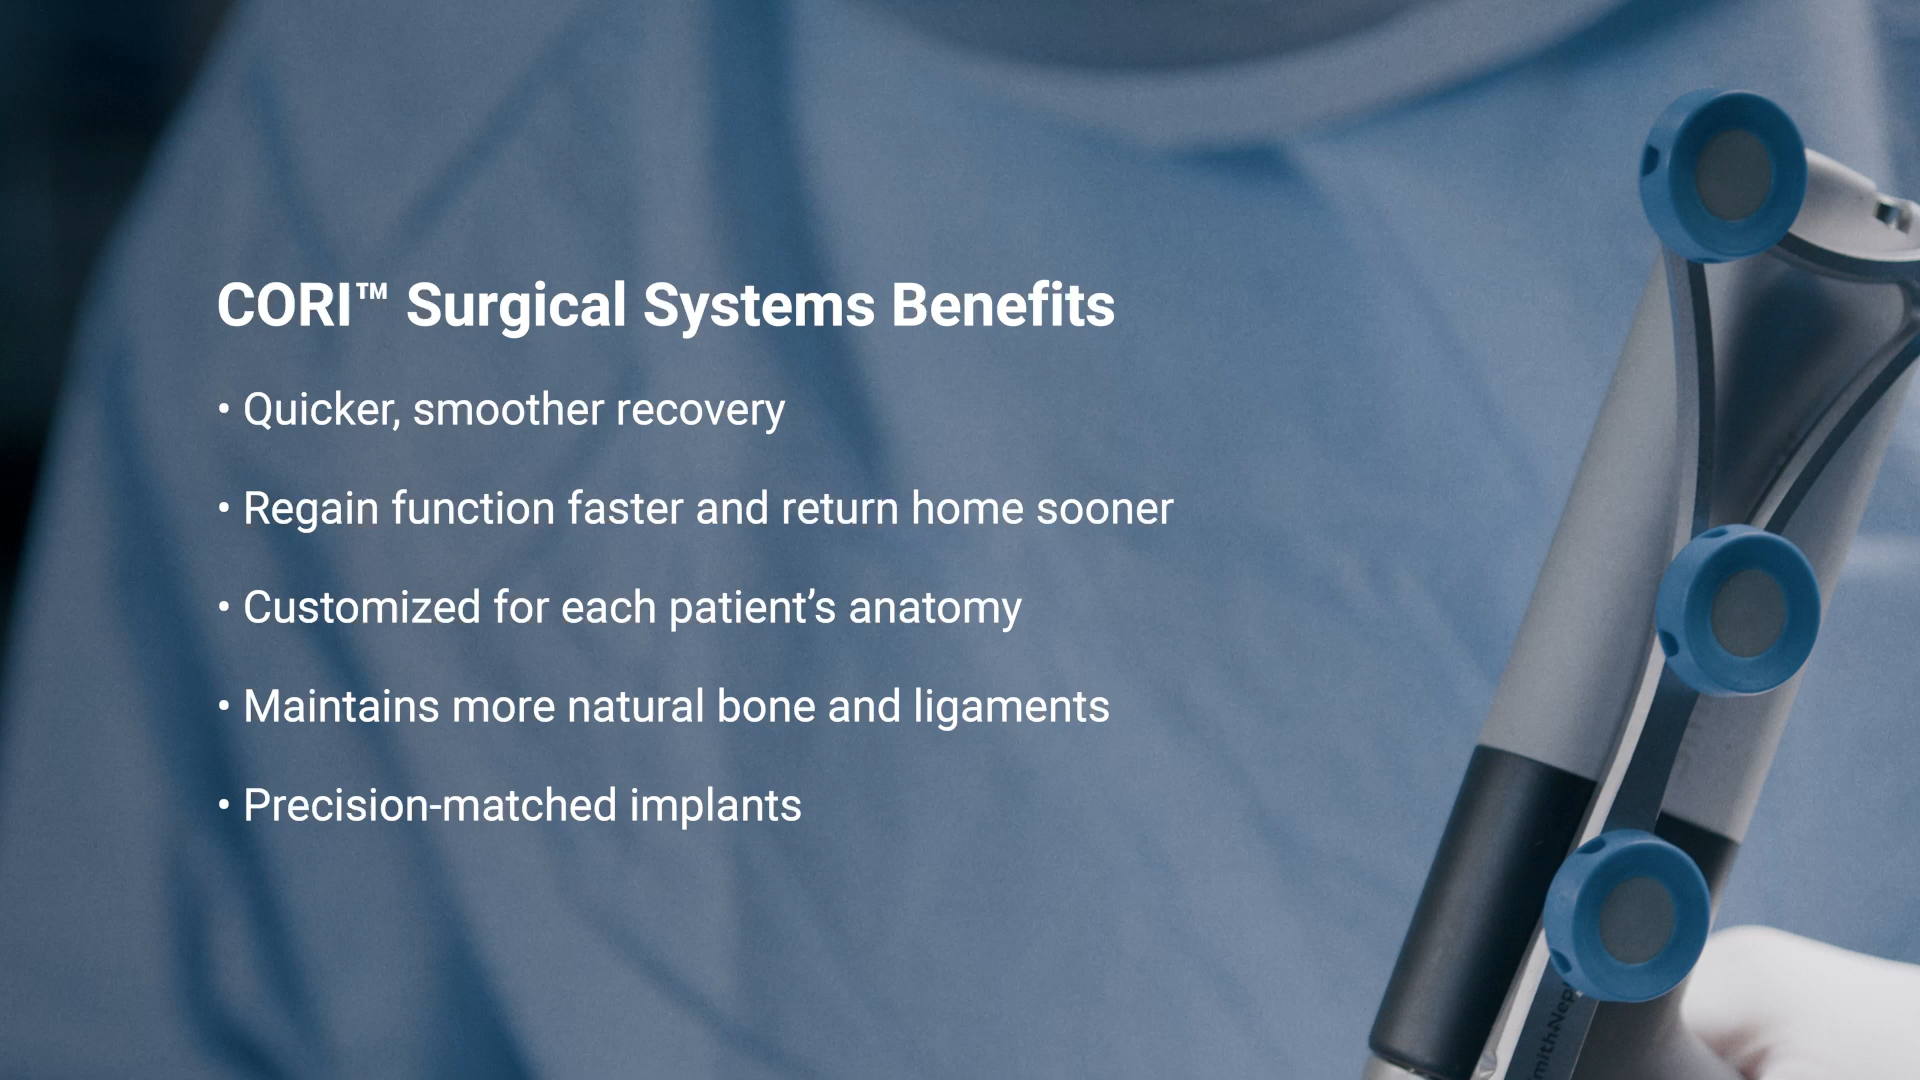 CORI™ Surgical Systems Benefits
• Quicker, smoother recovery
• Regain function faster and return home sooner
• Customized for each patient’s anatomy
• Maintains more natural bone and ligaments
• Precision-matched implants